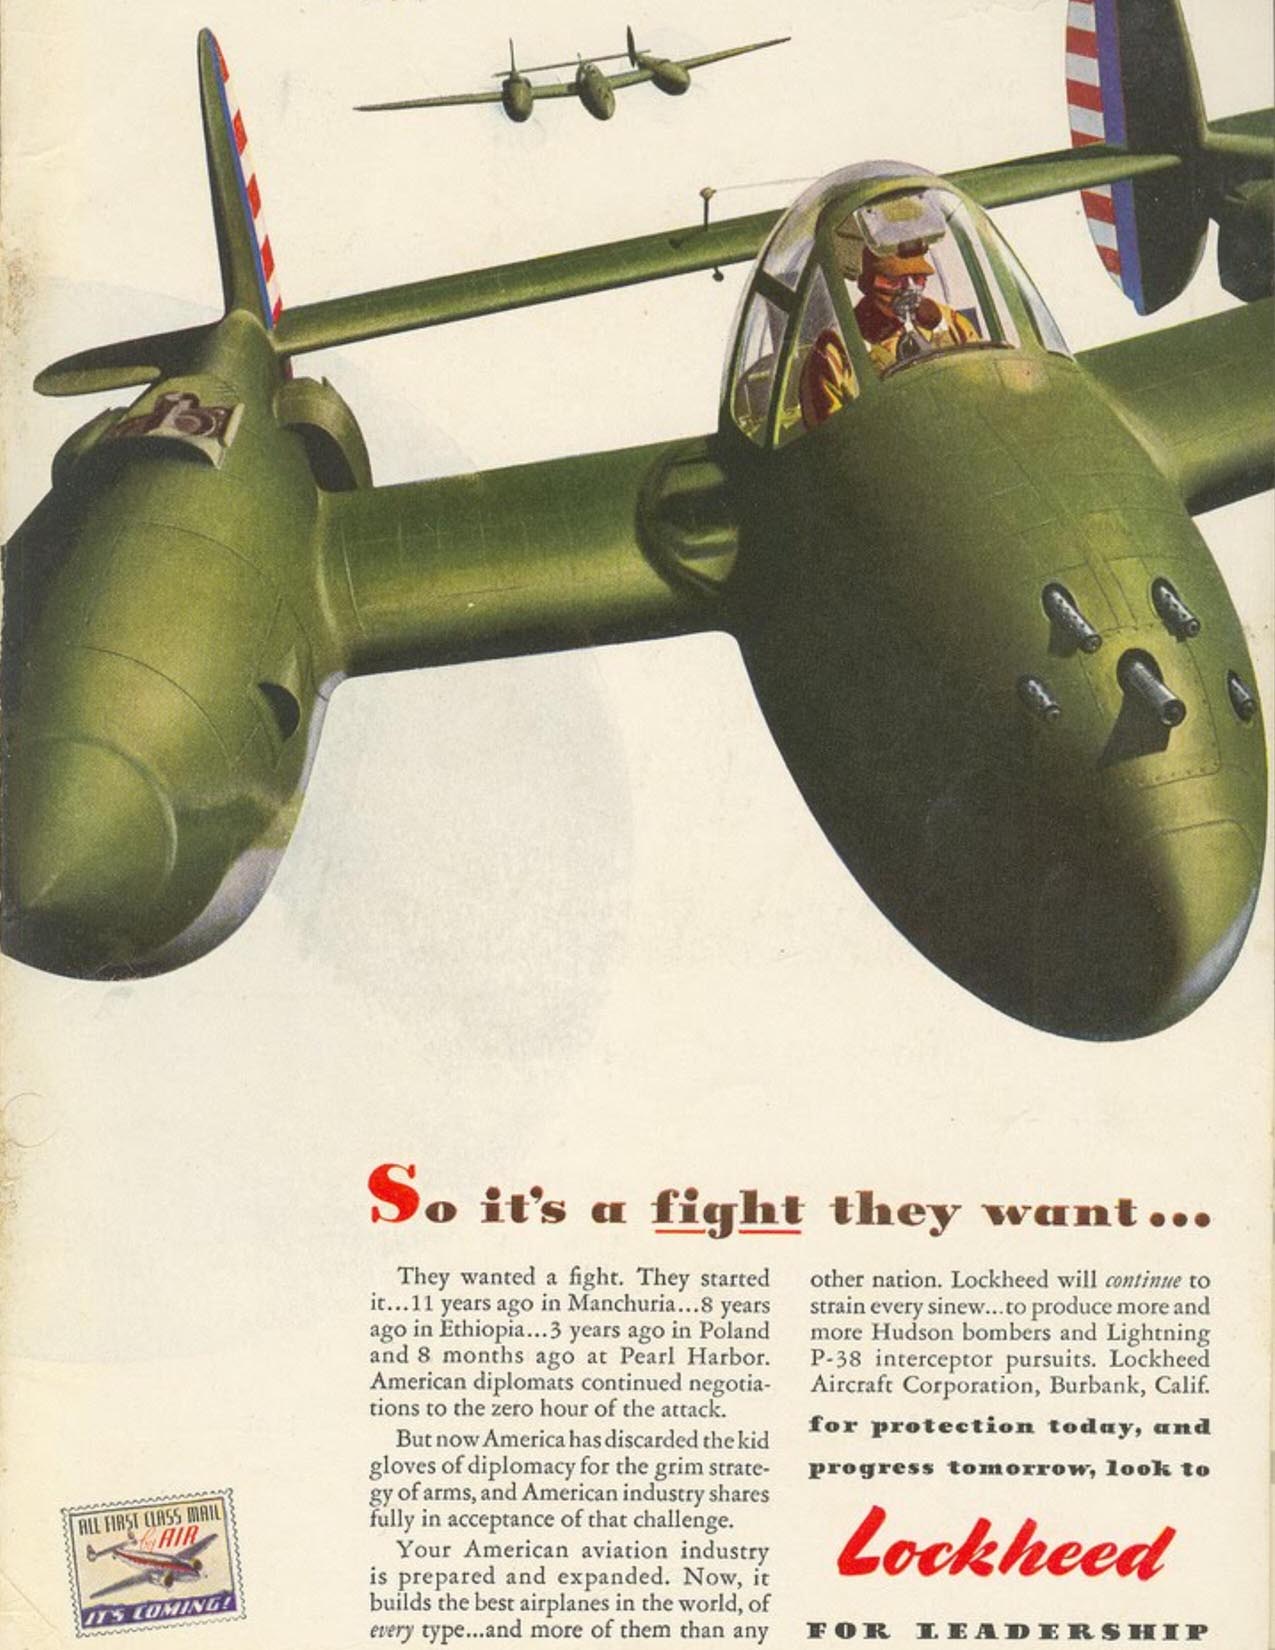 So it's a fight they want...
They wanted a fight. They started
it...11 years ago in Manchuria...8 years
ago in Ethiopia...3 years ago in Poland
and 8 months ago at Pearl Harbor.
American diplomats continued negotia-
tions to the zero hour of the attack.
But now America has discarded the kid
gloves of diplomacy for the grim strate-
gy of arms, and American industry shares
fully in acceptance of that challenge.
Your American aviation industry
is prepared and expanded. Now, it
builds the best airplanes in the world, of
every type...and more of them than any
other nation. Lockheed will continue to
strain every sinew...to produce more and
more Hudson bombers and Lightning
P-38 interceptor pursuits. Lockheed
Aircraft Corporation, Burbank, Calif.
for protection today, and
progress tomorrow, look to
Lockheed
FOR LEADERSHIP
ALL FIRST CLASS MAIL
by AIR
IT'S COMING!